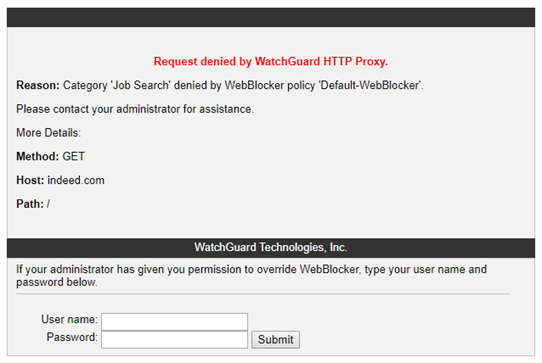 Request denied by WatchGuard HTTP Proxy.
Reason: Category 'Job Search' denied by WebBlocker policy 'Default-WebBlocker'.
Please contact your administrator for assistance.
More Details:
Method: GET
Host: indeed.com
Path: /
WatchGuard Technologies, Inc.
If your administrator has given you permission to override WebBlocker, type your user name and
password below.
User name:
Password:
Submit